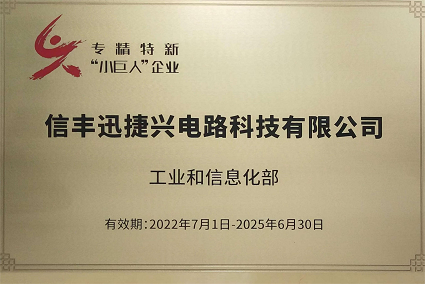 专精特新
“小巨人”企业
信丰迅捷兴电路科技有限公司
工业和信息化部
有效期:2022年7月1日-2025年6月30日